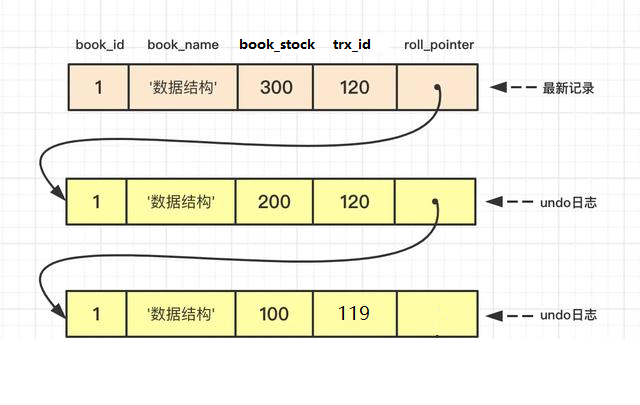 book_id book_name book_stock trx_id roll_pointer
1 '数据结构' 300 120 最新记录
1 '数据结构' 200 120 undo日志
1 '数据结构' 100 119 undo日志